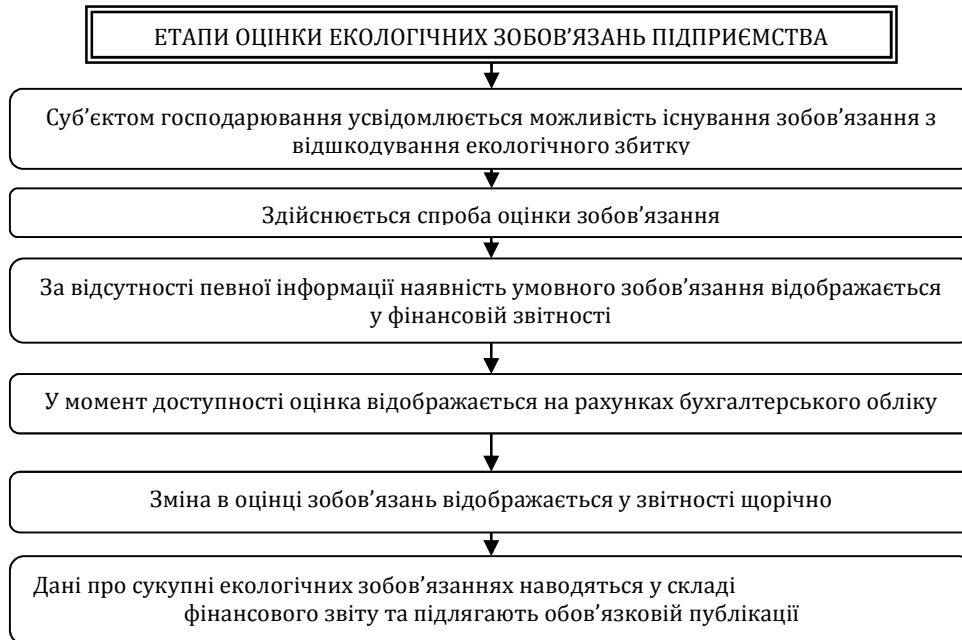 ЕТАПИ ОЦІНКИ ЕКОЛОГІЧНИХ ЗОБОВ’ЯЗАНЬ ПІДПРИЄМСТВА
Суб’єктом господарювання усвідомлюється можливість існування зобов’язання з
відшкодування екологічного збитку
Здійснюється спроба оцінки зобов’язання
За відсутності певної інформації наявність умовного зобов’язання відображається
у фінансовій звітності
У момент доступності оцінка відображається на рахунках бухгалтерського обліку
Зміна в оцінці зобов’язань відображається у звітності щорічно
Дані про сукупні екологічних зобов’язаннях наводяться у складі
фінансового звіту та підлягають обов’язковій публікації